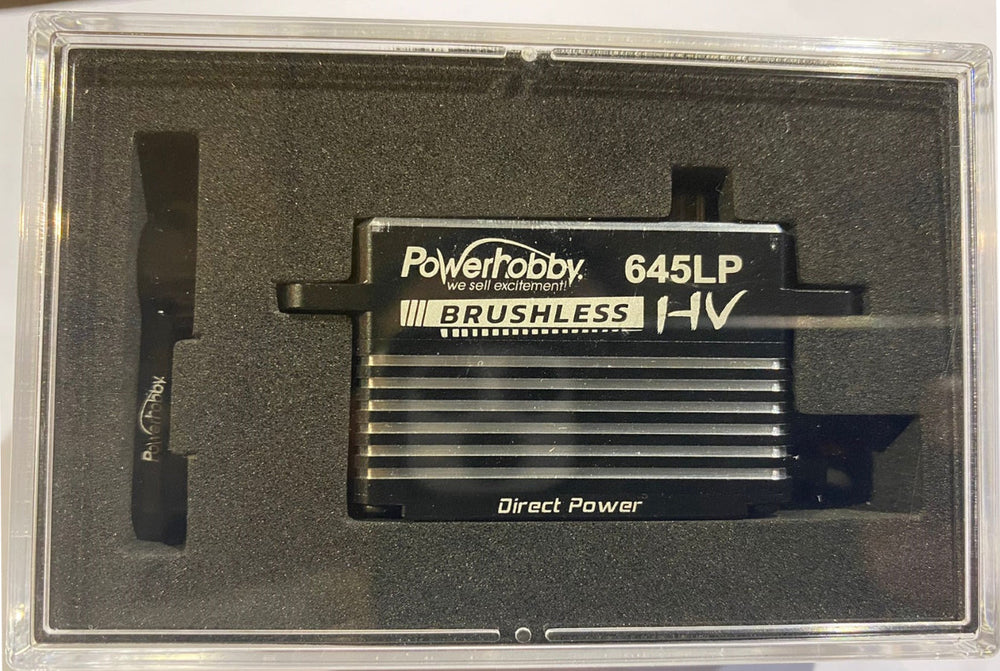 Powerhobby
we sell excitement!
645LP
BRUSHLESS
HV
Direct Power
Powerhobby